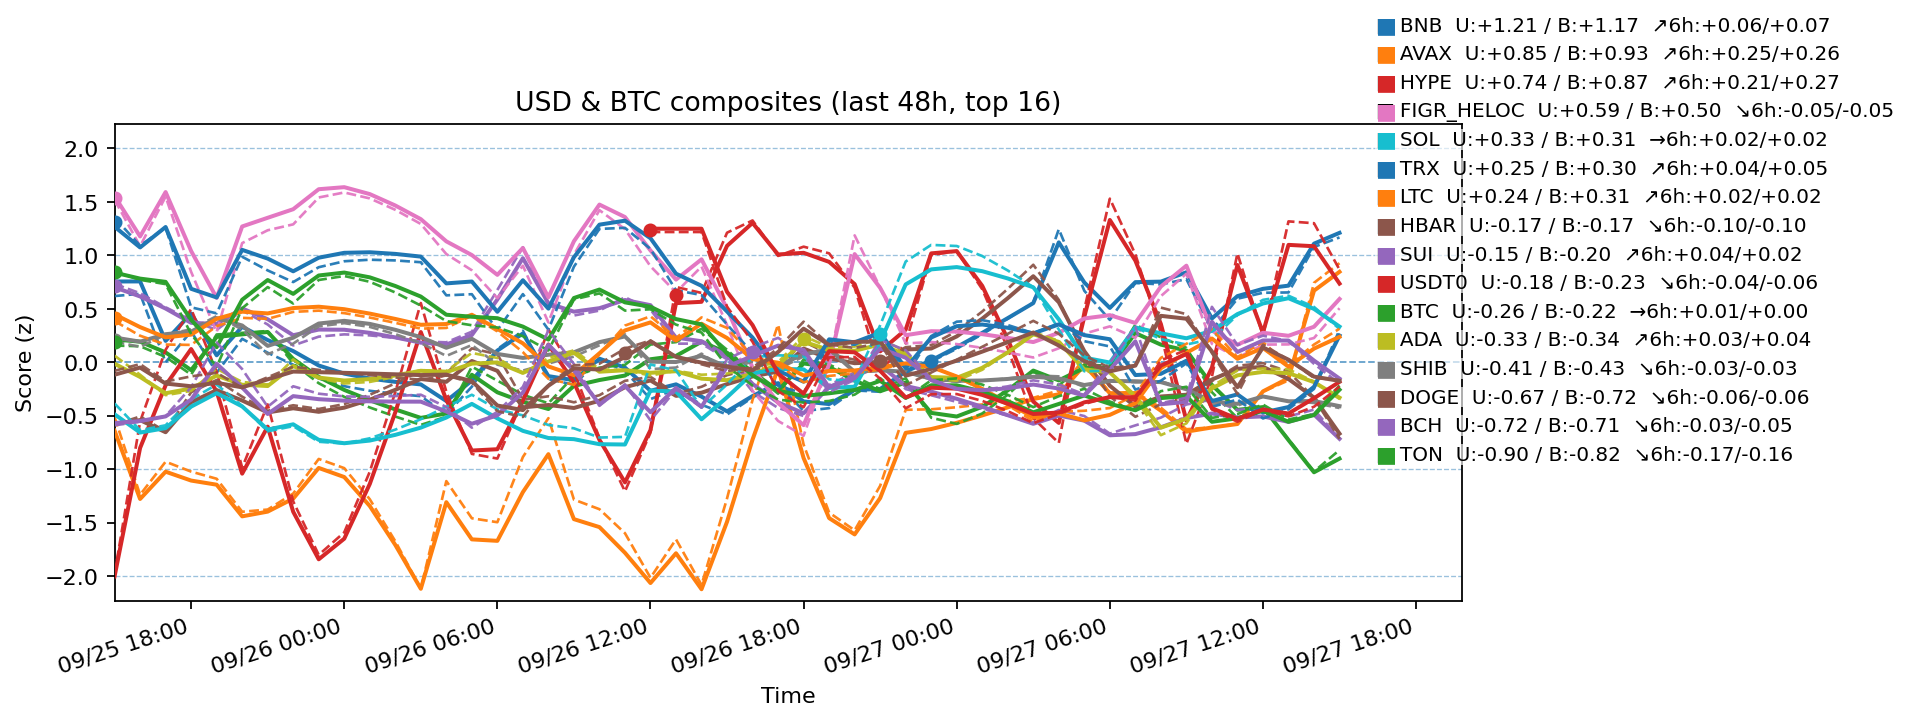 BNB  U:+1.21 / B:+1.17  ↗6h:+0.06/+0.07
AVAX  U:+0.85 / B:+0.93  ↗6h:+0.25/+0.26
HYPE  U:+0.74 / B:+0.87  ↗6h:+0.21/+0.27
FIGR_HELOC  U:+0.59 / B:+0.50  ↘6h:-0.05/-0.05
SOL  U:+0.33 / B:+0.31  →6h:+0.02/+0.02
TRX  U:+0.25 / B:+0.30  ↗6h:+0.04/+0.05
LTC  U:+0.24 / B:+0.31  ↗6h:+0.02/+0.02
HBAR  U:-0.17 / B:-0.17  ↘6h:-0.10/-0.10
SUI  U:-0.15 / B:-0.20  ↗6h:+0.04/+0.02
USDT0  U:-0.18 / B:-0.23  ↘6h:-0.04/-0.06
BTC  U:-0.26 / B:-0.22  →6h:+0.01/+0.00
ADA  U:-0.33 / B:-0.34  ↗6h:+0.03/+0.04
SHIB  U:-0.41 / B:-0.43  ↘6h:-0.03/-0.03
DOGE  U:-0.67 / B:-0.72  ↘6h:-0.06/-0.06
BCH  U:-0.72 / B:-0.71  ↘6h:-0.03/-0.05
TON  U:-0.90 / B:-0.82  ↘6h:-0.17/-0.16
USD & BTC composites (last 48h, top 16)
Score (z)
2.0
1.5
1.0
0.5
0.0
−0.5
−1.0
−1.5
−2.0
09/25 18:00
09/26 00:00
09/26 06:00
09/26 12:00
09/26 18:00
09/27 00:00
09/27 06:00
09/27 12:00
09/27 18:00
Time